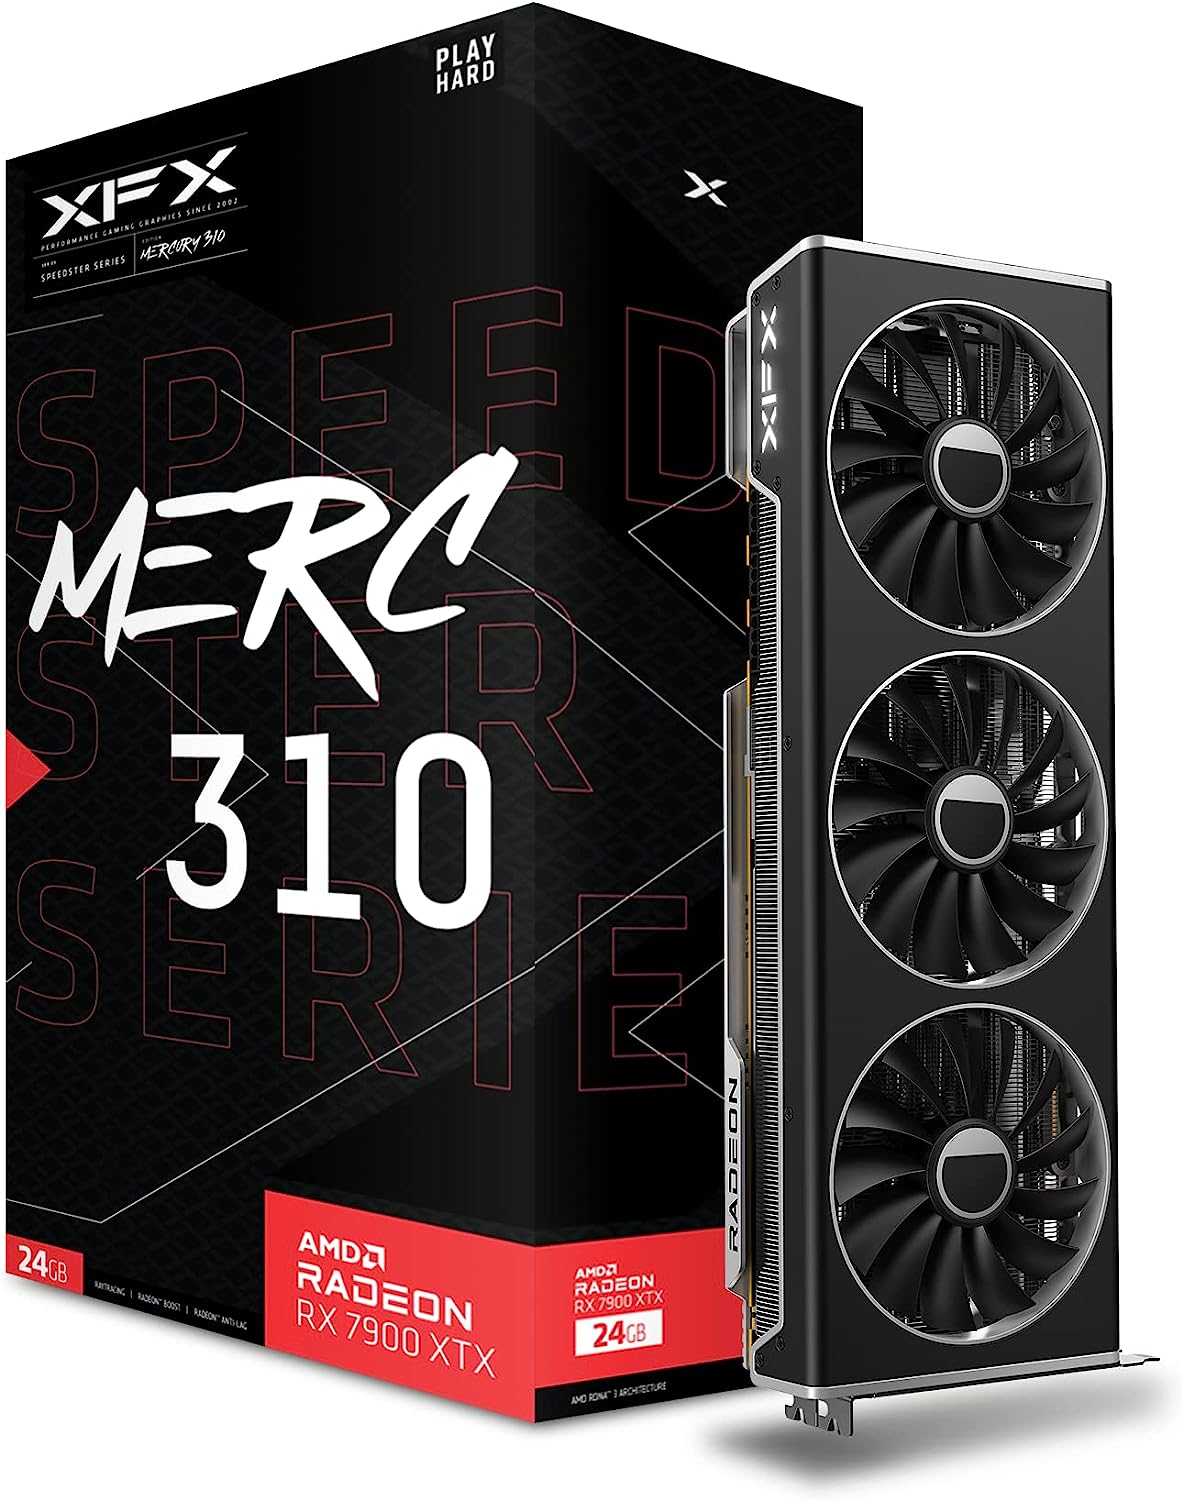 PLAY
HARD
XFX
PERFORMANCE GAMING GRAPHICS SINCE 2002
SERIES
SPEEDSTER SERIES
EDITION
MERCURY 310
SPEED
STER
SERIE
MERC
310
24GB
RAYTRACING | RADEON™ BOOST | RADEON™ ANTI-LAG
AMD
RADEON
RX 7900 XTX
AMD
RADEON
RX 7900 XTX
24GB
AMD RDNA™ 3 ARCHITECTURE
XFX
RADEON